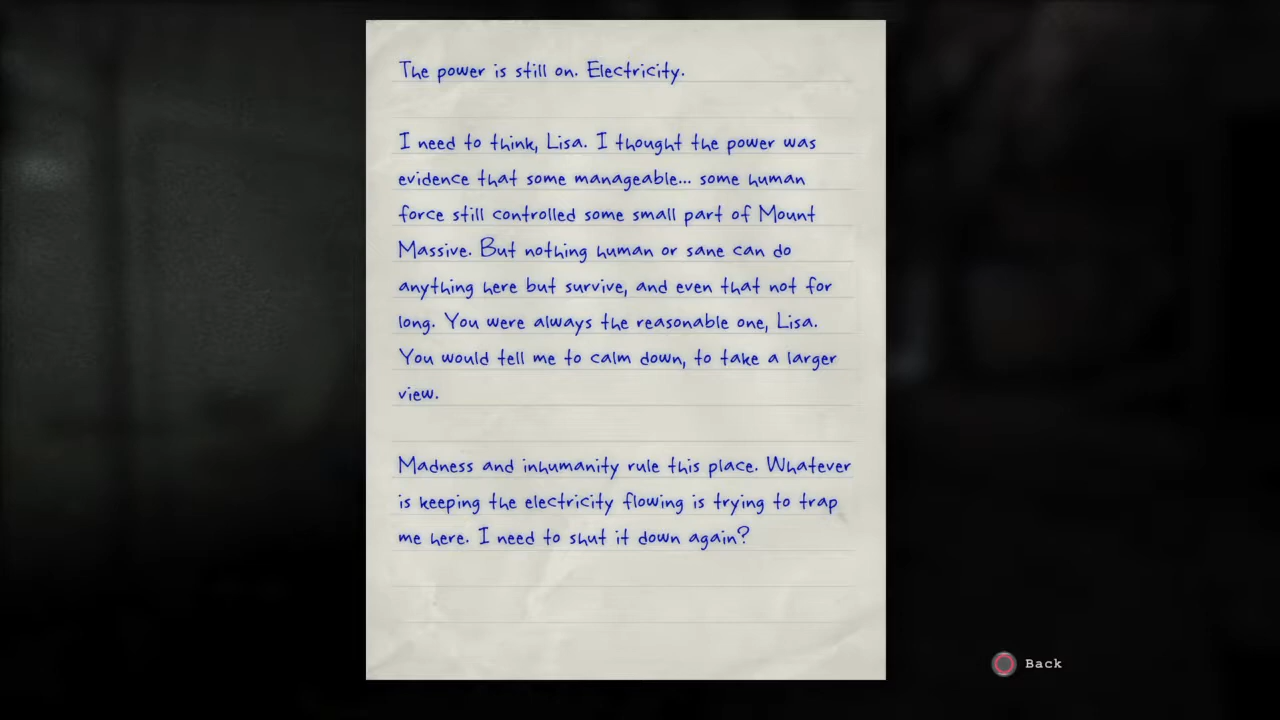 The power is still on. Electricity.
I need to think, Lisa. I thought the power was
evidence that some manageable... some human
force still controlled some small part of Mount
Massive. But nothing human or sane can do
anything here but survive, and even that not for
long. You were always the reasonable one, Lisa.
You would tell me to calm down, to take a larger
view.
Madness and inhumanity rule this place. Whatever
is keeping the electricity flowing is trying to trap
me here. I need to shut it down again?
Back